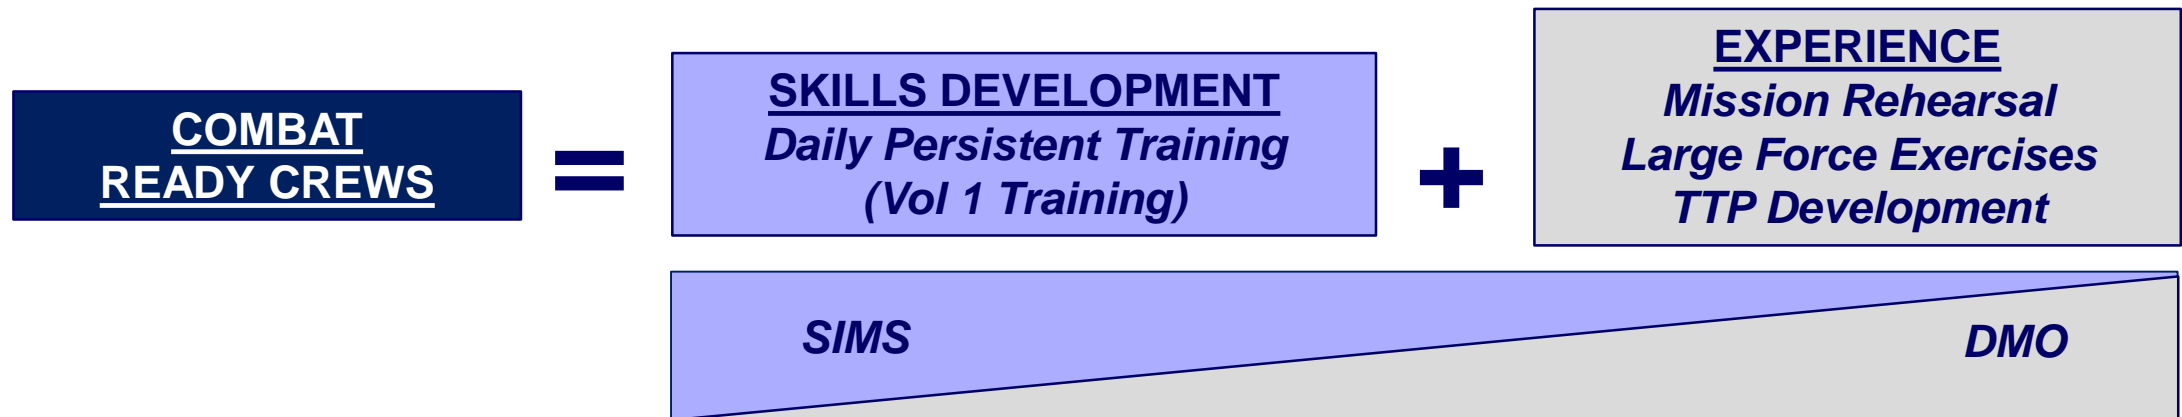 COMBAT
READY CREWS
=
SKILLS DEVELOPMENT
Daily Persistent Training
(Vol 1 Training)
+
EXPERIENCE
Mission Rehearsal
Large Force Exercises
TTP Development
SIMS
DMO